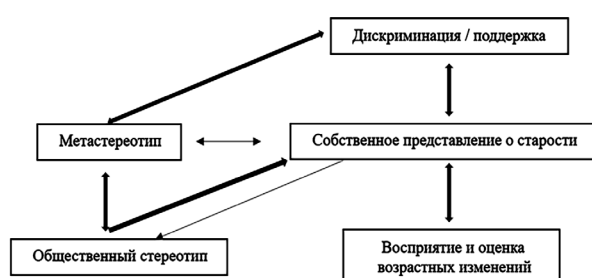 Дискриминация / поддержка
Метастереотип
Собственное представление о старости
Общественный стереотип
Восприятие и оценка
возрастных изменений